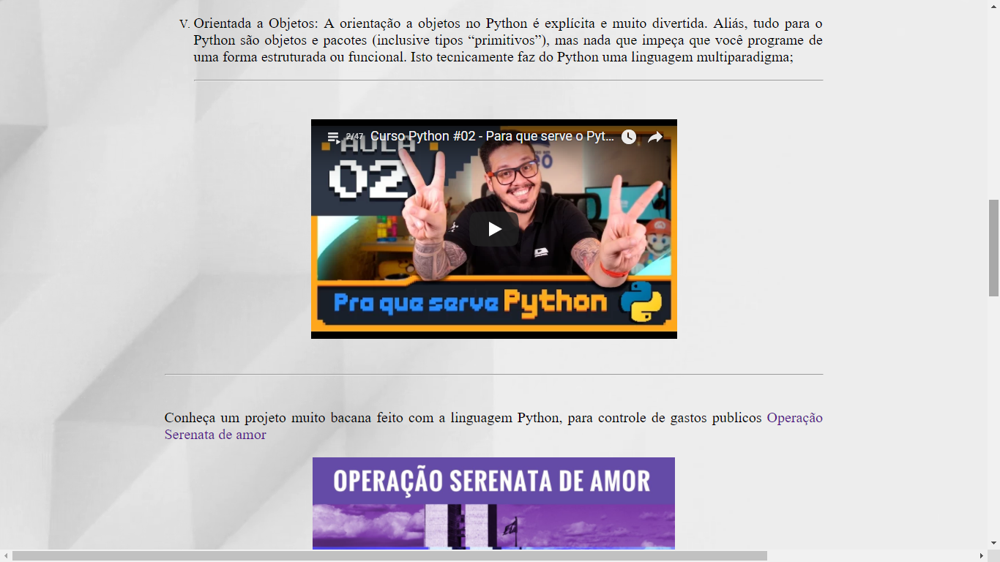 V. Orientada a Objetos: A orientação a objetos no Python é explícita e muito divertida. Aliás, tudo para o
Python são objetos e pacotes (inclusive tipos “primitivos”), mas nada que impeça que você programe de
uma forma estruturada ou funcional. Isto tecnicamente faz do Python uma linguagem multiparadigma;
2/47 Curso Python #02 - Para que serve o Pyt...
AULA
02
Pra que serve Python
Conheça um projeto muito bacana feito com a linguagem Python, para controle de gastos publicos Operação
Serenata de amor
OPERAÇÃO SERENATA DE AMOR